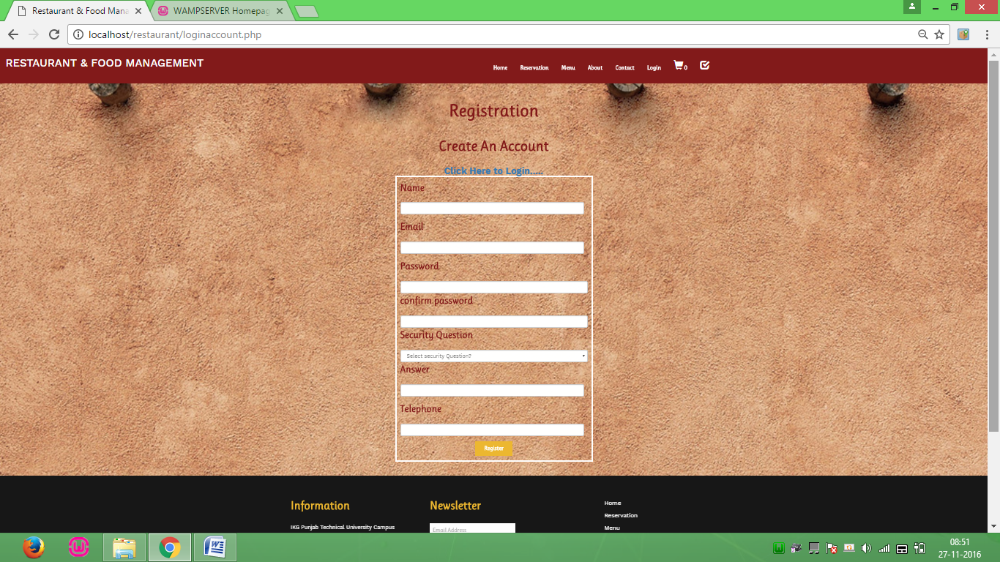 Restaurant & Food Mana
WAMPSERVER Homepag
localhost/restaurant/loginaccount.php
RESTAURANT & FOOD MANAGEMENT
Home Reservation Menu About Contact Login 0
Registration
Create An Account
Click Here to Login.....
Name
Email
Password
confirm password
Security Question
Select security Question?
Answer
Telephone
Register
Information Newsletter Home
Reservation
IKG Punjab Technical University Campus Email Address Menu
08:51
27-11-2016